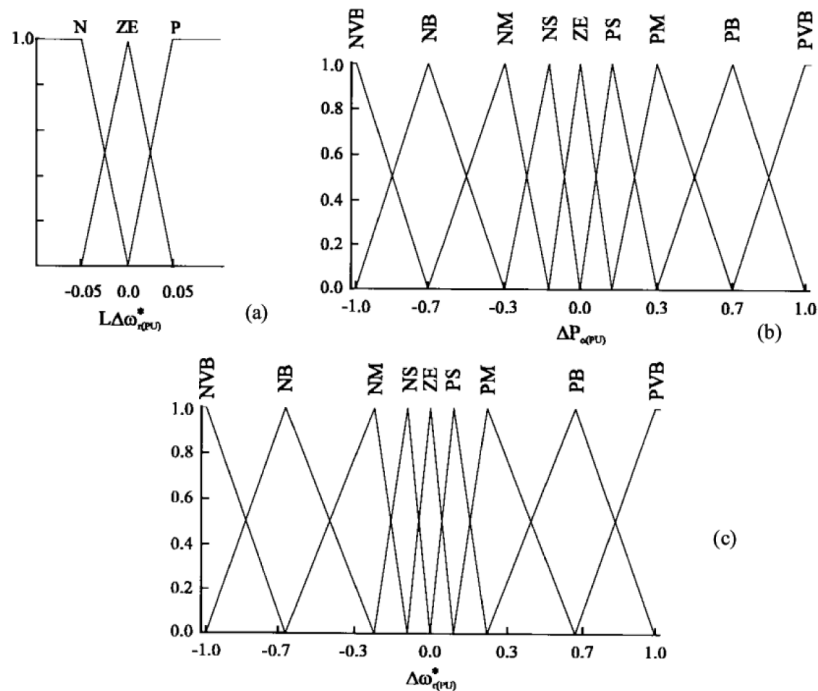 N ZE P
1.0
-0.05 0.0 0.05
LΔω*r(PU)
(a)
NVB NB NM NS ZE PS PM PB PVB
1.0
0.8
0.6
0.4
0.2
0.0
-1.0 -0.7 -0.3 0.0 0.3 0.7 1.0
ΔPo(PU)
(b)
NVB NB NM NS ZE PS PM PB PVB
1.0
0.8
0.6
0.4
0.2
0.0
-1.0 -0.7 -0.3 0.0 0.3 0.7 1.0
Δω*r(PU)
(c)